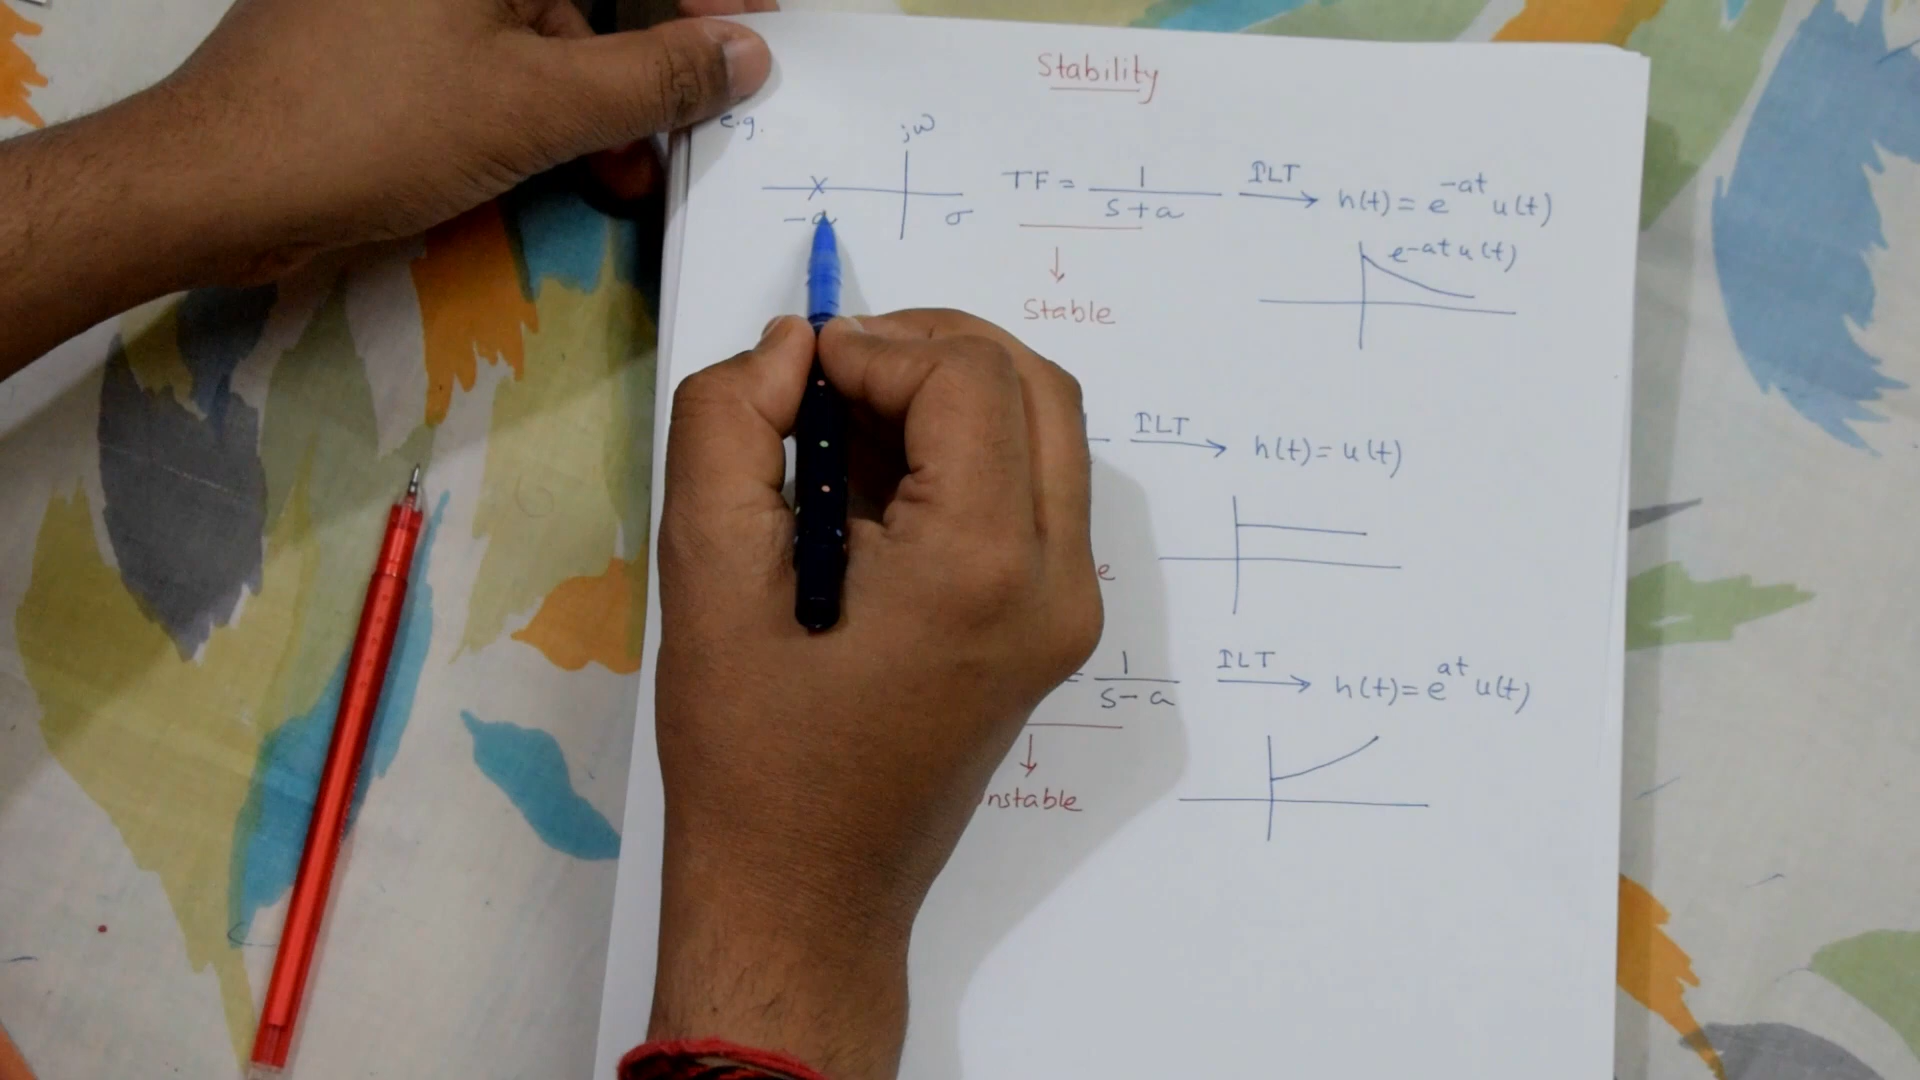 Stability
e.g.
jω
-a σ
TF = 1/(s+a) ILT → h(t) = e^-at u(t)
e^-at u(t)
↓
Stable
ILT → h(t) = u(t)
= 1/(s-a) ILT → h(t) = e^at u(t)
↓
nstable